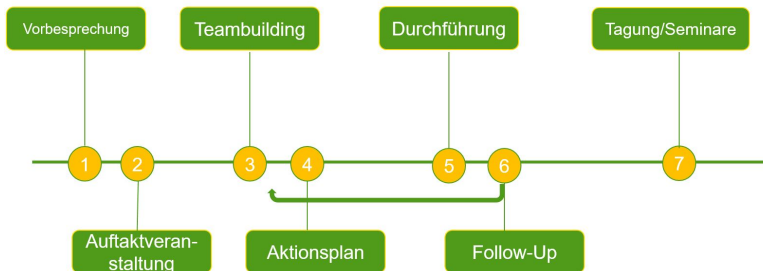 Vorbesprechung
Teambuilding
Durchführung
Tagung/Seminare
1
2
3
4
5
6
7
Auftaktveran-
staltung
Aktionsplan
Follow-Up